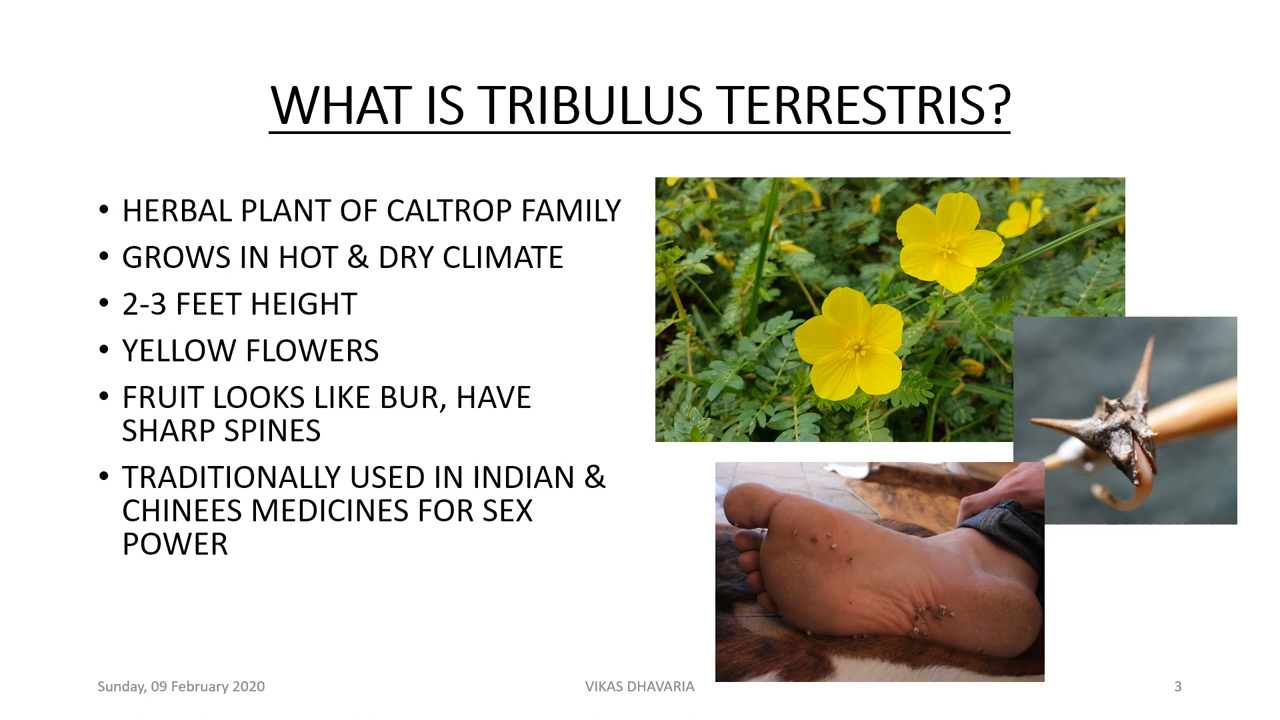 WHAT IS TRIBULUS TERRESTRIS?
• HERBAL PLANT OF CALTROP FAMILY
• GROWS IN HOT & DRY CLIMATE
• 2-3 FEET HEIGHT
• YELLOW FLOWERS
• FRUIT LOOKS LIKE BUR, HAVE
SHARP SPINES
• TRADITIONALLY USED IN INDIAN &
CHINEES MEDICINES FOR SEX
POWER
Sunday, 09 February 2020
VIKAS DHAVARIA
3